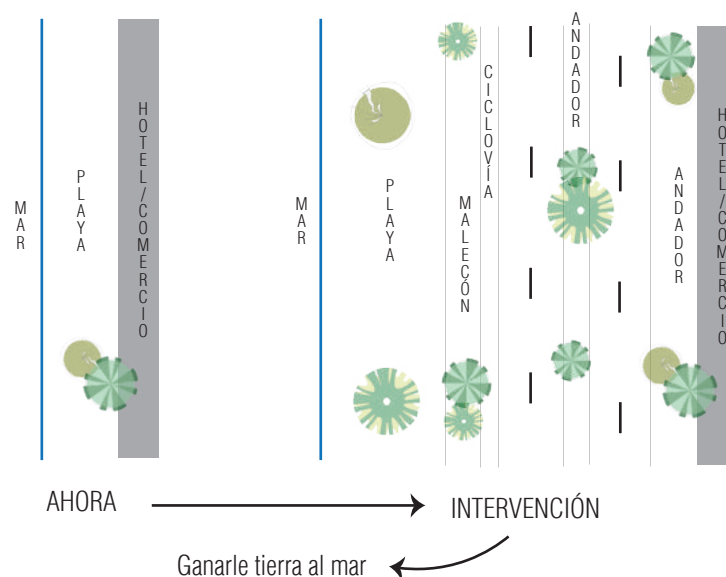 MAR
PLAYA
HOTEL/COMERCIO
MAR
PLAYA
MALECÓN
CICLOVÍA
ANDADOR
ANDADOR
HOTEL/COMERCIO
AHORA
INTERVENCIÓN
Ganarle tierra al mar